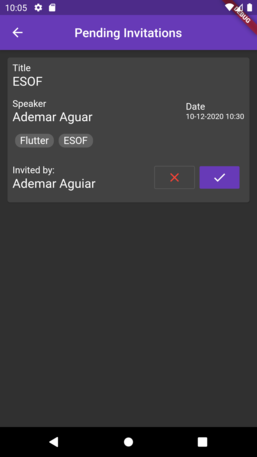 10:05
DEBUG
Pending Invitations
Title
ESOF
Speaker
Ademar Aguar
Date
10-12-2020 10:30
Flutter ESOF
Invited by:
Ademar Aguiar